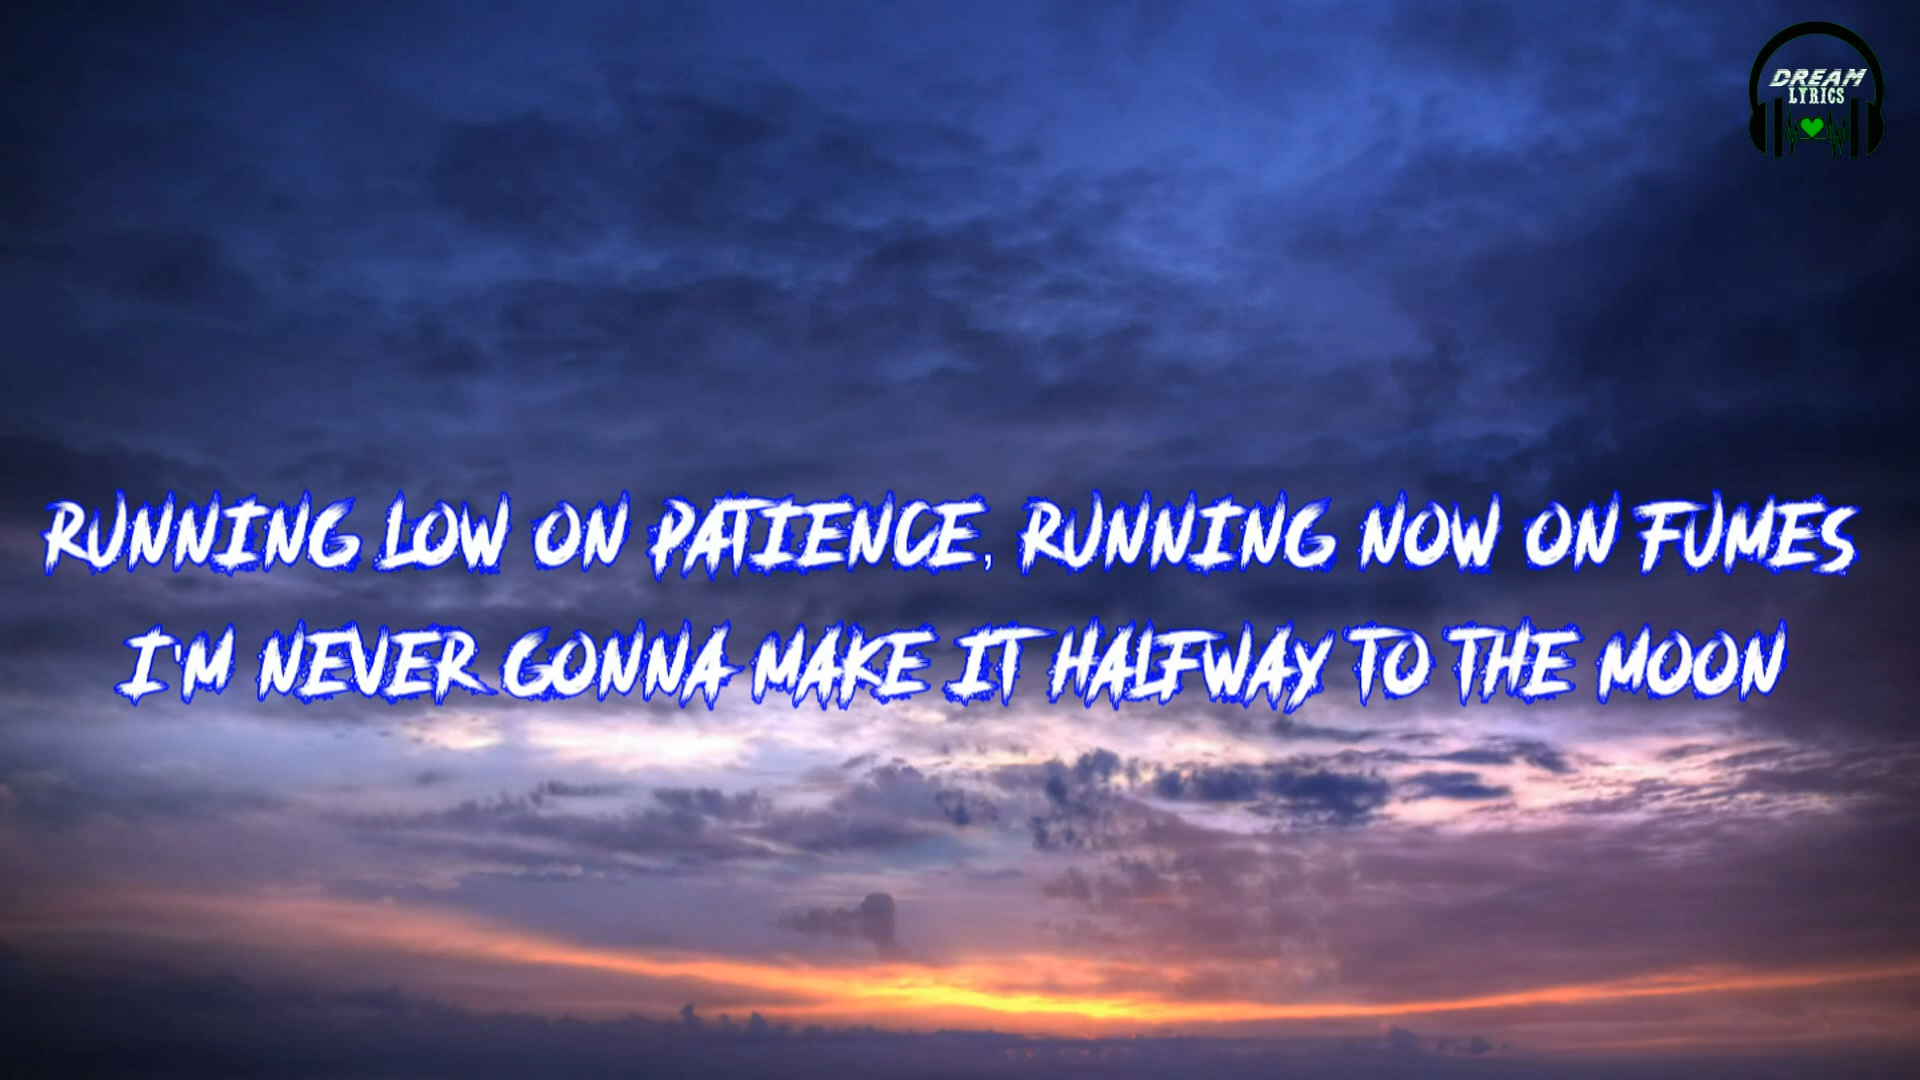 DREAM
LYRICS
RUNNING LOW ON PATIENCE, RUNNING NOW ON FUMES
I'M NEVER GONNA MAKE IT HALFWAY TO THE MOON